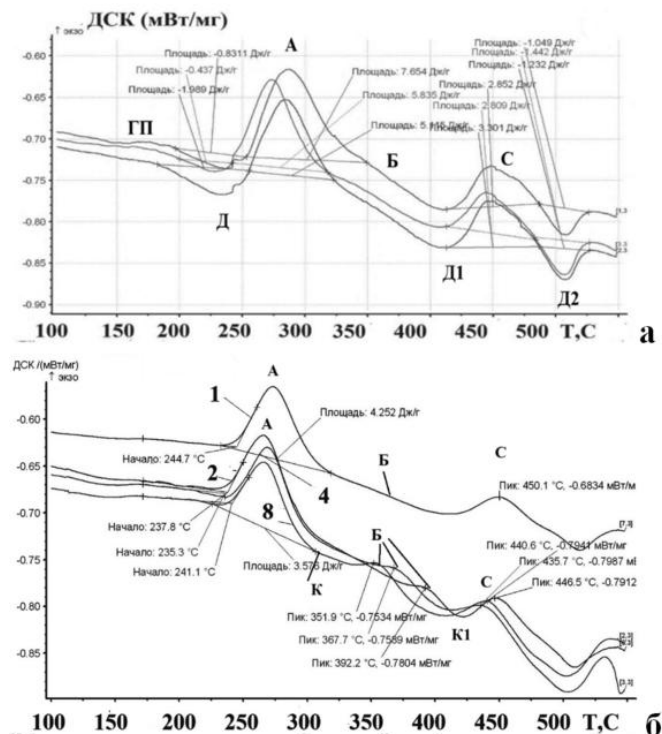 ДСК (мВт/мг)
↑ экзо
Площадь: -0.8311 Дж/г
Площадь: -0.437 Дж/г
Площадь: -1.989 Дж/г
ГП
Д
А
Площадь: 7.654 Дж/г
Площадь: 5.835 Дж/г
Б
Площадь: -1.049 Дж/г
Площадь: -1.442 Дж/г
Площадь: -1.232 Дж/г
Площадь: 2.852 Дж/г
Площадь: 2.809 Дж/г
Площадь: 3.301 Дж/г
С
Д1
Д2
-0.60
-0.65
-0.70
-0.75
-0.80
-0.85
-0.90
100 150 200 250 300 350 400 450 500 Т,С
а
ДСК /(мВт/мг)
↑ экзо
1
А
Площадь: 4.252 Дж/г
Начало: 244.7 °C
А
2
4
8
Начало: 237.8 °C
Начало: 235.3 °C
Начало: 241.1 °C
Площадь: 3.576 Дж/г
К
Б
Б
С
Пик: 450.1 °C, -0.6834 мВт/м
Пик: 440.6 °C, -0.7941 мВт/мг
Пик: 435.7 °C, -0.7987 мВ
Пик: 446.5 °C, -0.7912
С
К1
Пик: 351.9 °C, -0.7534 мВт/мг
Пик: 367.7 °C, -0.7589 мВт/мг
Пик: 392.2 °C, -0.7804 мВт/мг
-0.60
-0.65
-0.70
-0.75
-0.80
-0.85
100 150 200 250 300 350 400 450 500 Т,С
б